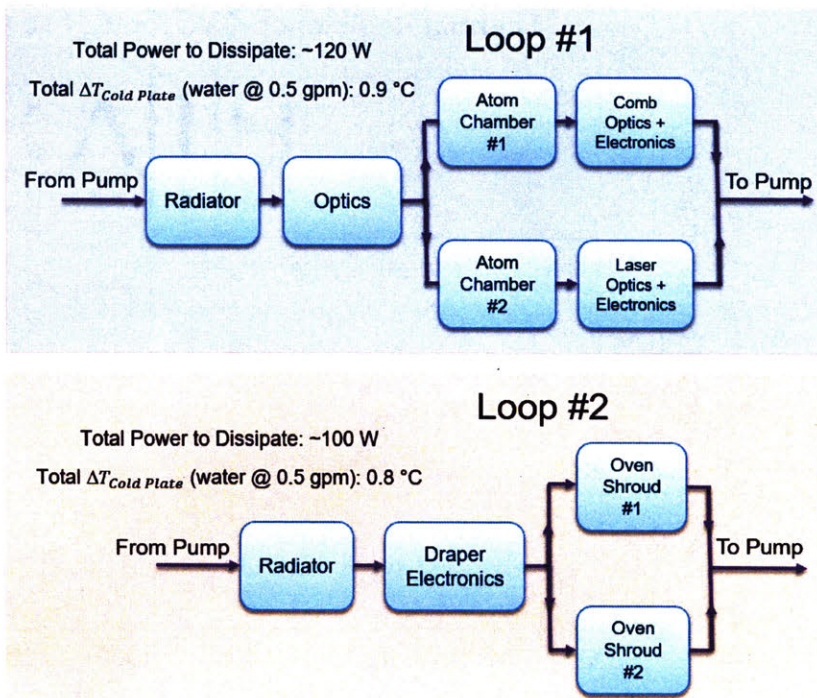 Loop #1
Total Power to Dissipate: ~120 W
Total ΔT_Cold Plate (water @ 0.5 gpm): 0.9 °C
From Pump
Radiator
Optics
Atom
Chamber
#1
Comb
Optics +
Electronics
Atom
Chamber
#2
Laser
Optics +
Electronics
To Pump
Loop #2
Total Power to Dissipate: ~100 W
Total ΔT_Cold Plate (water @ 0.5 gpm): 0.8 °C
From Pump
Radiator
Draper
Electronics
Oven
Shroud
#1
Oven
Shroud
#2
To Pump